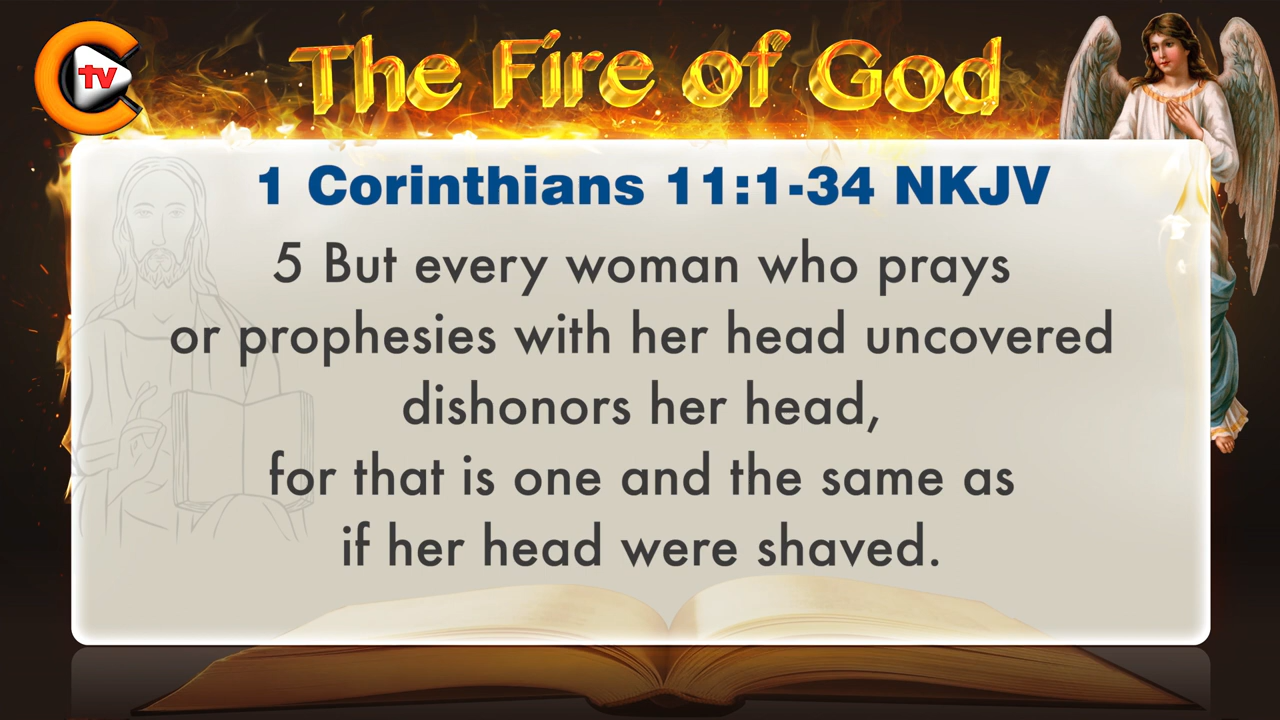 tv
The Fire of God
1 Corinthians 11:1-34 NKJV
5 But every woman who prays
or prophesies with her head uncovered
dishonors her head,
for that is one and the same as
if her head were shaved.